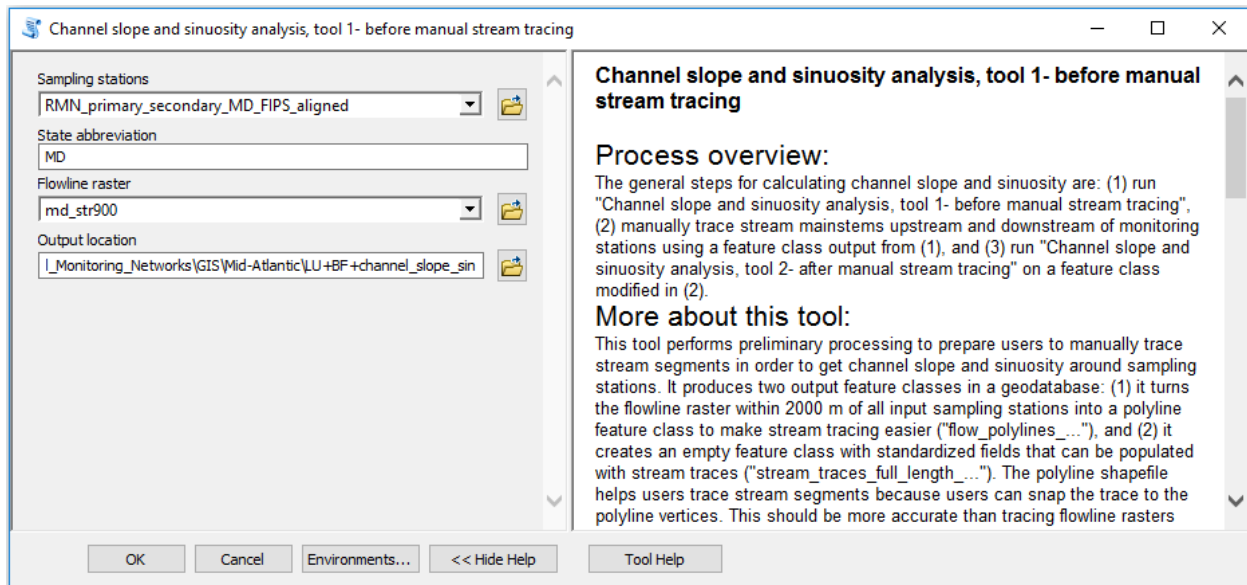 Channel slope and sinuosity analysis, tool 1- before manual stream tracing
Sampling stations
RMN_primary_secondary_MD_FIPS_aligned
State abbreviation
MD
Flowline raster
md_str900
Output location
l_Monitoring_Networks\GIS\Mid-Atlantic\LU+BF+channel_slope_sin
Channel slope and sinuosity analysis, tool 1- before manual
stream tracing
Process overview:
The general steps for calculating channel slope and sinuosity are: (1) run
"Channel slope and sinuosity analysis, tool 1- before manual stream tracing",
(2) manually trace stream mainstems upstream and downstream of monitoring
stations using a feature class output from (1), and (3) run "Channel slope and
sinuosity analysis, tool 2- after manual stream tracing" on a feature class
modified in (2).
More about this tool:
This tool performs preliminary processing to prepare users to manually trace
stream segments in order to get channel slope and sinuosity around sampling
stations. It produces two output feature classes in a geodatabase: (1) it turns
the flowline raster within 2000 m of all input sampling stations into a polyline
feature class to make stream tracing easier ("flow_polylines_..."), and (2) it
creates an empty feature class with standardized fields that can be populated
with stream traces ("stream_traces_full_length_..."). The polyline shapefile
helps users trace stream segments because users can snap the trace to the
polyline vertices. This should be more accurate than tracing flowline rasters
OK
Cancel
Environments...
<< Hide Help
Tool Help